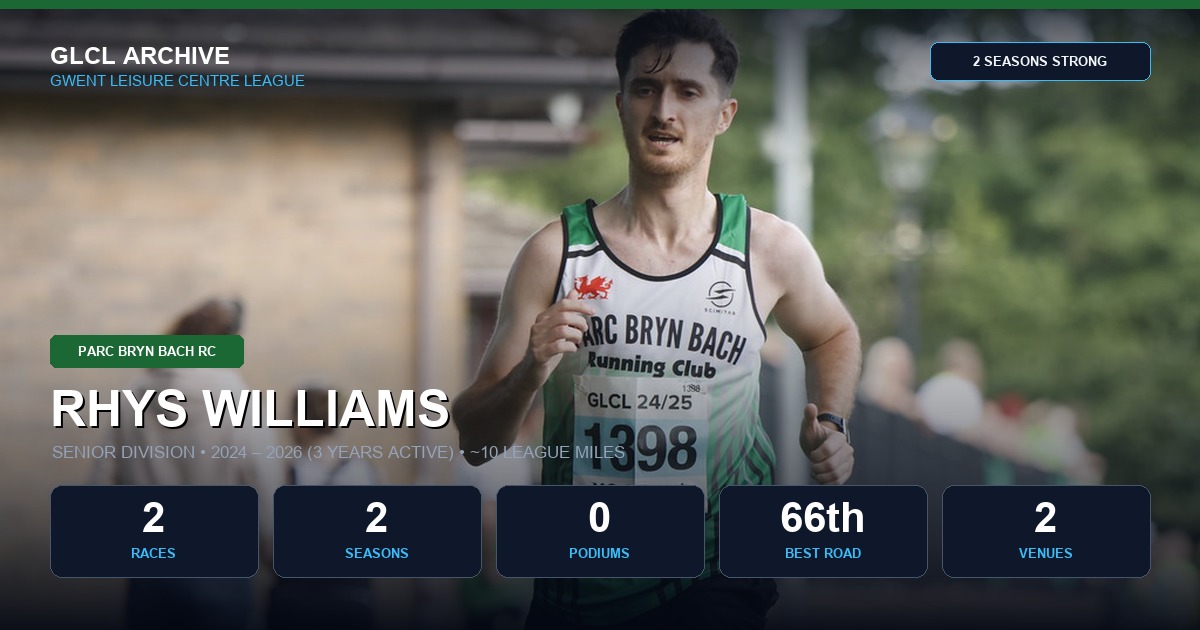 GLCL ARCHIVE
GWENT LEISURE CENTRE LEAGUE
2 SEASONS STRONG
SCIMITAR
PARC BRYN BACH
Running Club
1398
GLCL 24/25
1398
PARC BRYN BACH RC
RHYS WILLIAMS
SENIOR DIVISION • 2024 – 2026 (3 YEARS ACTIVE) • ~10 LEAGUE MILES
2
RACES
2
SEASONS
0
PODIUMS
66th
BEST ROAD
2
VENUES